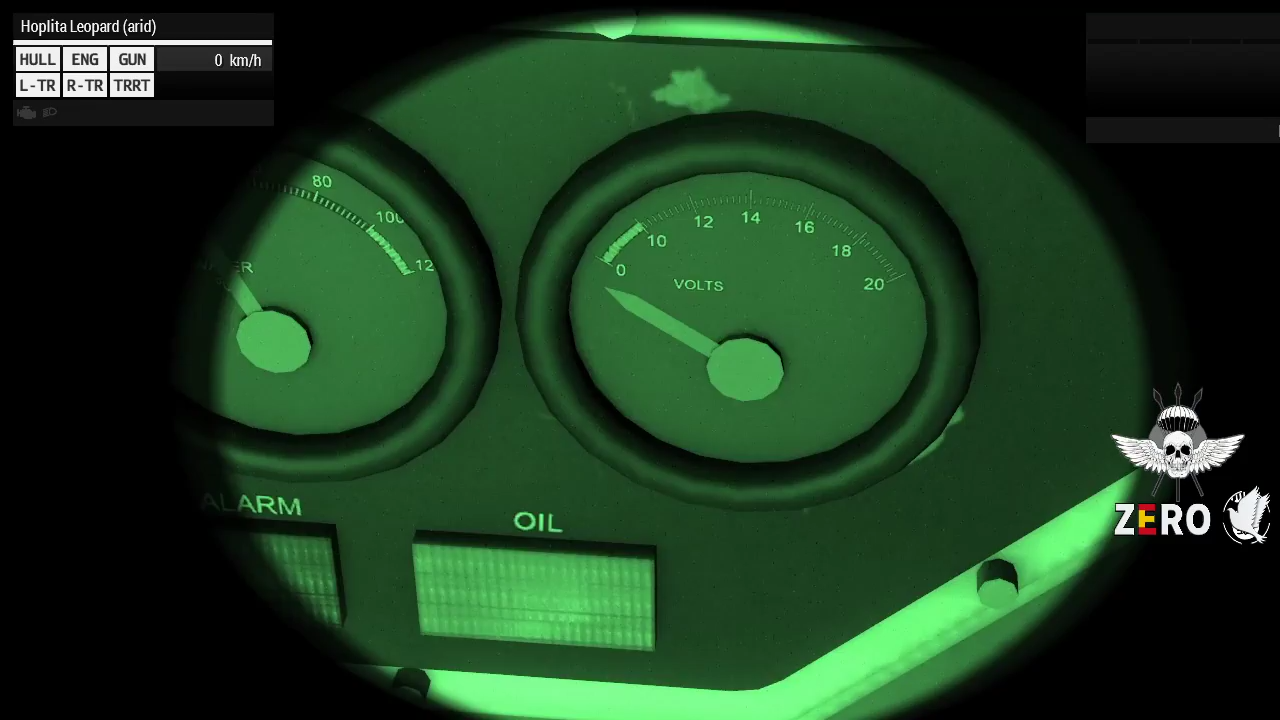 Hoplita Leopard (arid)
HULL ENG GUN 0 km/h
L-TR R-TR TRRT
80
100
12
0 10 12 14 16 18 20
VOLTS
ALARM
OIL
ZERO